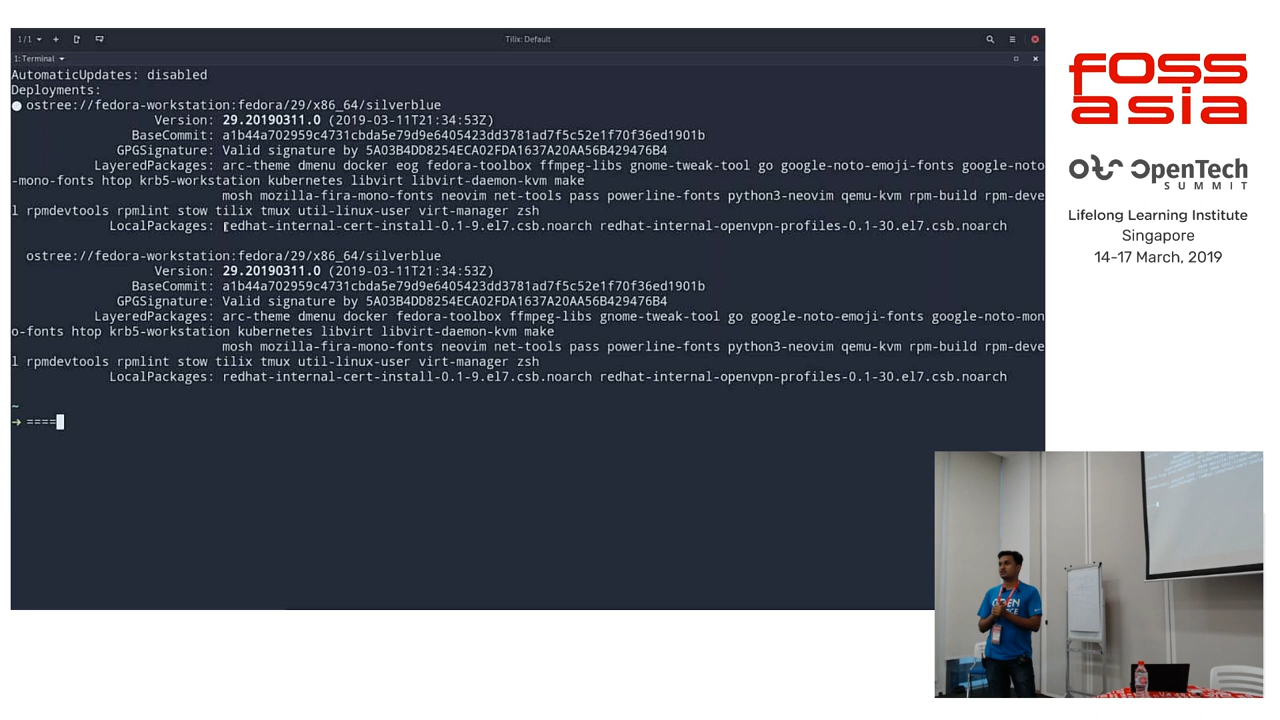 1/1
Tilix: Default
1: Terminal
AutomaticUpdates: disabled
Deployments:
ostree://fedora-workstation:fedora/29/x86_64/silverblue
Version: 29.20190311.0 (2019-03-11T21:34:53Z)
BaseCommit: a1b44a702959c4731cbda5e79d9e6405423dd3781ad7f5c52e1f70f36ed1901b
GPGSignature: Valid signature by 5A03B4DD8254ECA02FDA1637A20AA56B429476B4
LayeredPackages: arc-theme dmenu docker eog fedora-toolbox ffmpeg-libs gnome-tweak-tool go google-noto-emoji-fonts google-noto
-mono-fonts htop krb5-workstation kubernetes libvirt libvirt-daemon-kvm make
mosh mozilla-fira-mono-fonts neovim net-tools pass powerline-fonts python3-neovim qemu-kvm rpm-build rpm-deve
l rpmdevtools rpmlint stow tilix tmux util-linux-user virt-manager zsh
LocalPackages: redhat-internal-cert-install-0.1-9.el7.csb.noarch redhat-internal-openvpn-profiles-0.1-30.el7.csb.noarch
ostree://fedora-workstation:fedora/29/x86_64/silverblue
Version: 29.20190311.0 (2019-03-11T21:34:53Z)
BaseCommit: a1b44a702959c4731cbda5e79d9e6405423dd3781ad7f5c52e1f70f36ed1901b
GPGSignature: Valid signature by 5A03B4DD8254ECA02FDA1637A20AA56B429476B4
LayeredPackages: arc-theme dmenu docker fedora-toolbox ffmpeg-libs gnome-tweak-tool go google-noto-emoji-fonts google-noto-mon
o-fonts htop krb5-workstation kubernetes libvirt libvirt-daemon-kvm make
mosh mozilla-fira-mono-fonts neovim net-tools pass powerline-fonts python3-neovim qemu-kvm rpm-build rpm-deve
l rpmdevtools rpmlint stow tilix tmux util-linux-user virt-manager zsh
LocalPackages: redhat-internal-cert-install-0.1-9.el7.csb.noarch redhat-internal-openvpn-profiles-0.1-30.el7.csb.noarch
~
→ ====
FOSS
asia
OpenTech
SUMMIT
Lifelong Learning Institute
Singapore
14-17 March, 2019